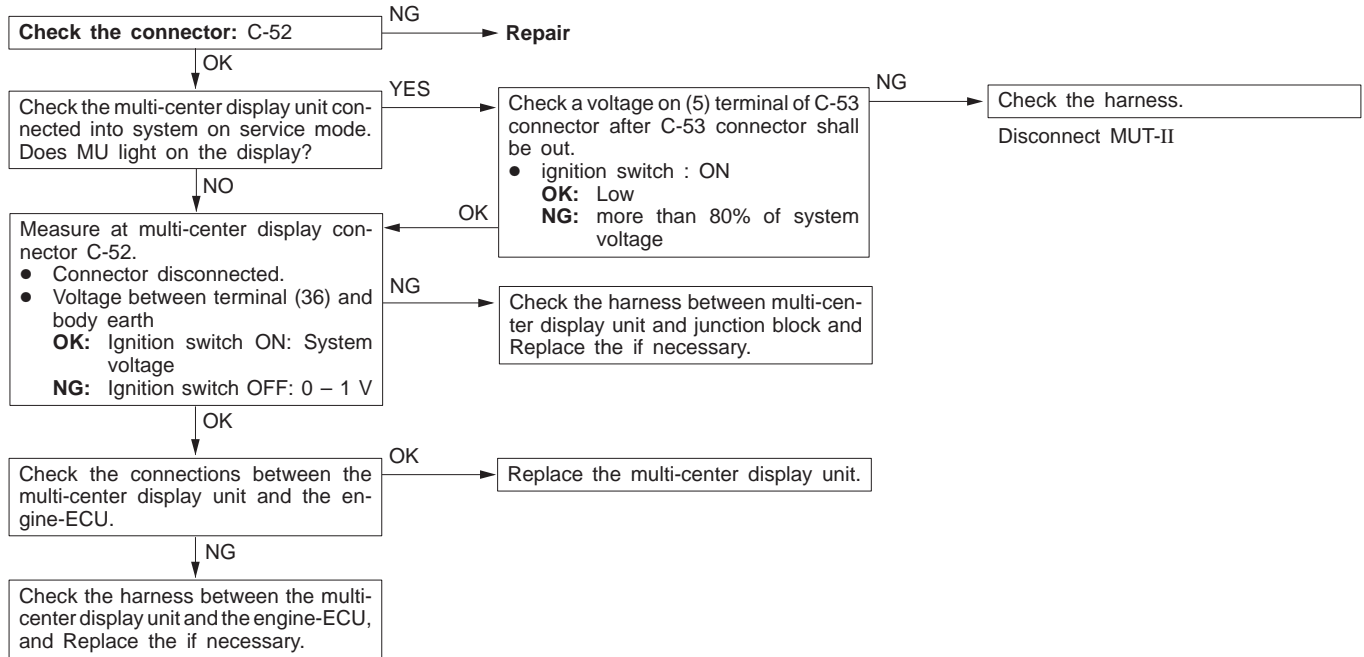 Check the connector: C-52
NG
Repair
OK
Check the multi-center display unit con-
nected into system on service mode.
Does MU light on the display?
YES
Check a voltage on (5) terminal of C-53
connector after C-53 connector shall
be out.
● ignition switch : ON
OK: Low
NG: more than 80% of system
voltage
NG
Check the harness.
Disconnect MUT-II
NO
OK
Measure at multi-center display con-
nector C-52.
● Connector disconnected.
● Voltage between terminal (36) and
body earth
OK: Ignition switch ON: System
voltage
NG: Ignition switch OFF: 0 – 1 V
NG
Check the harness between multi-cen-
ter display unit and junction block and
Replace the if necessary.
OK
Check the connections between the
multi-center display unit and the en-
gine-ECU.
OK
Replace the multi-center display unit.
NG
Check the harness between the multi-
center display unit and the engine-ECU,
and Replace the if necessary.